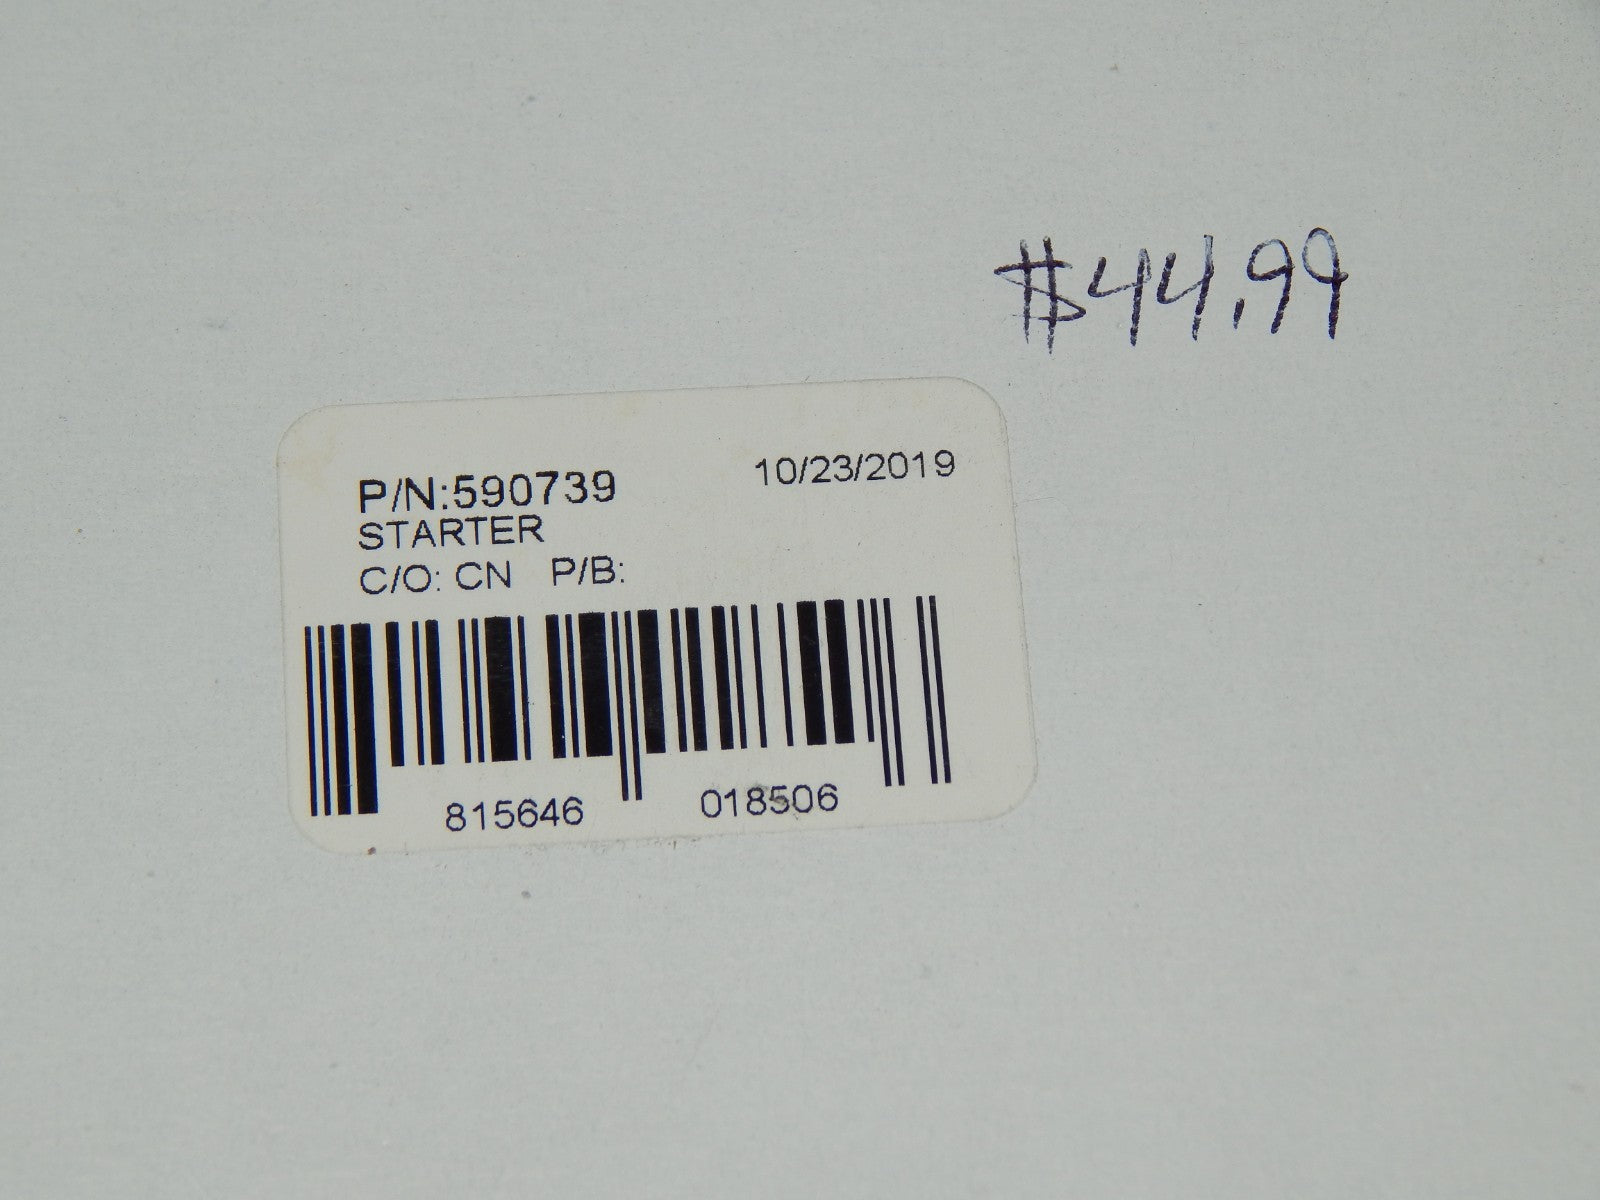 $44.99
P/N:590739 10/23/2019
STARTER
C/O: CN P/B:
815646 018506